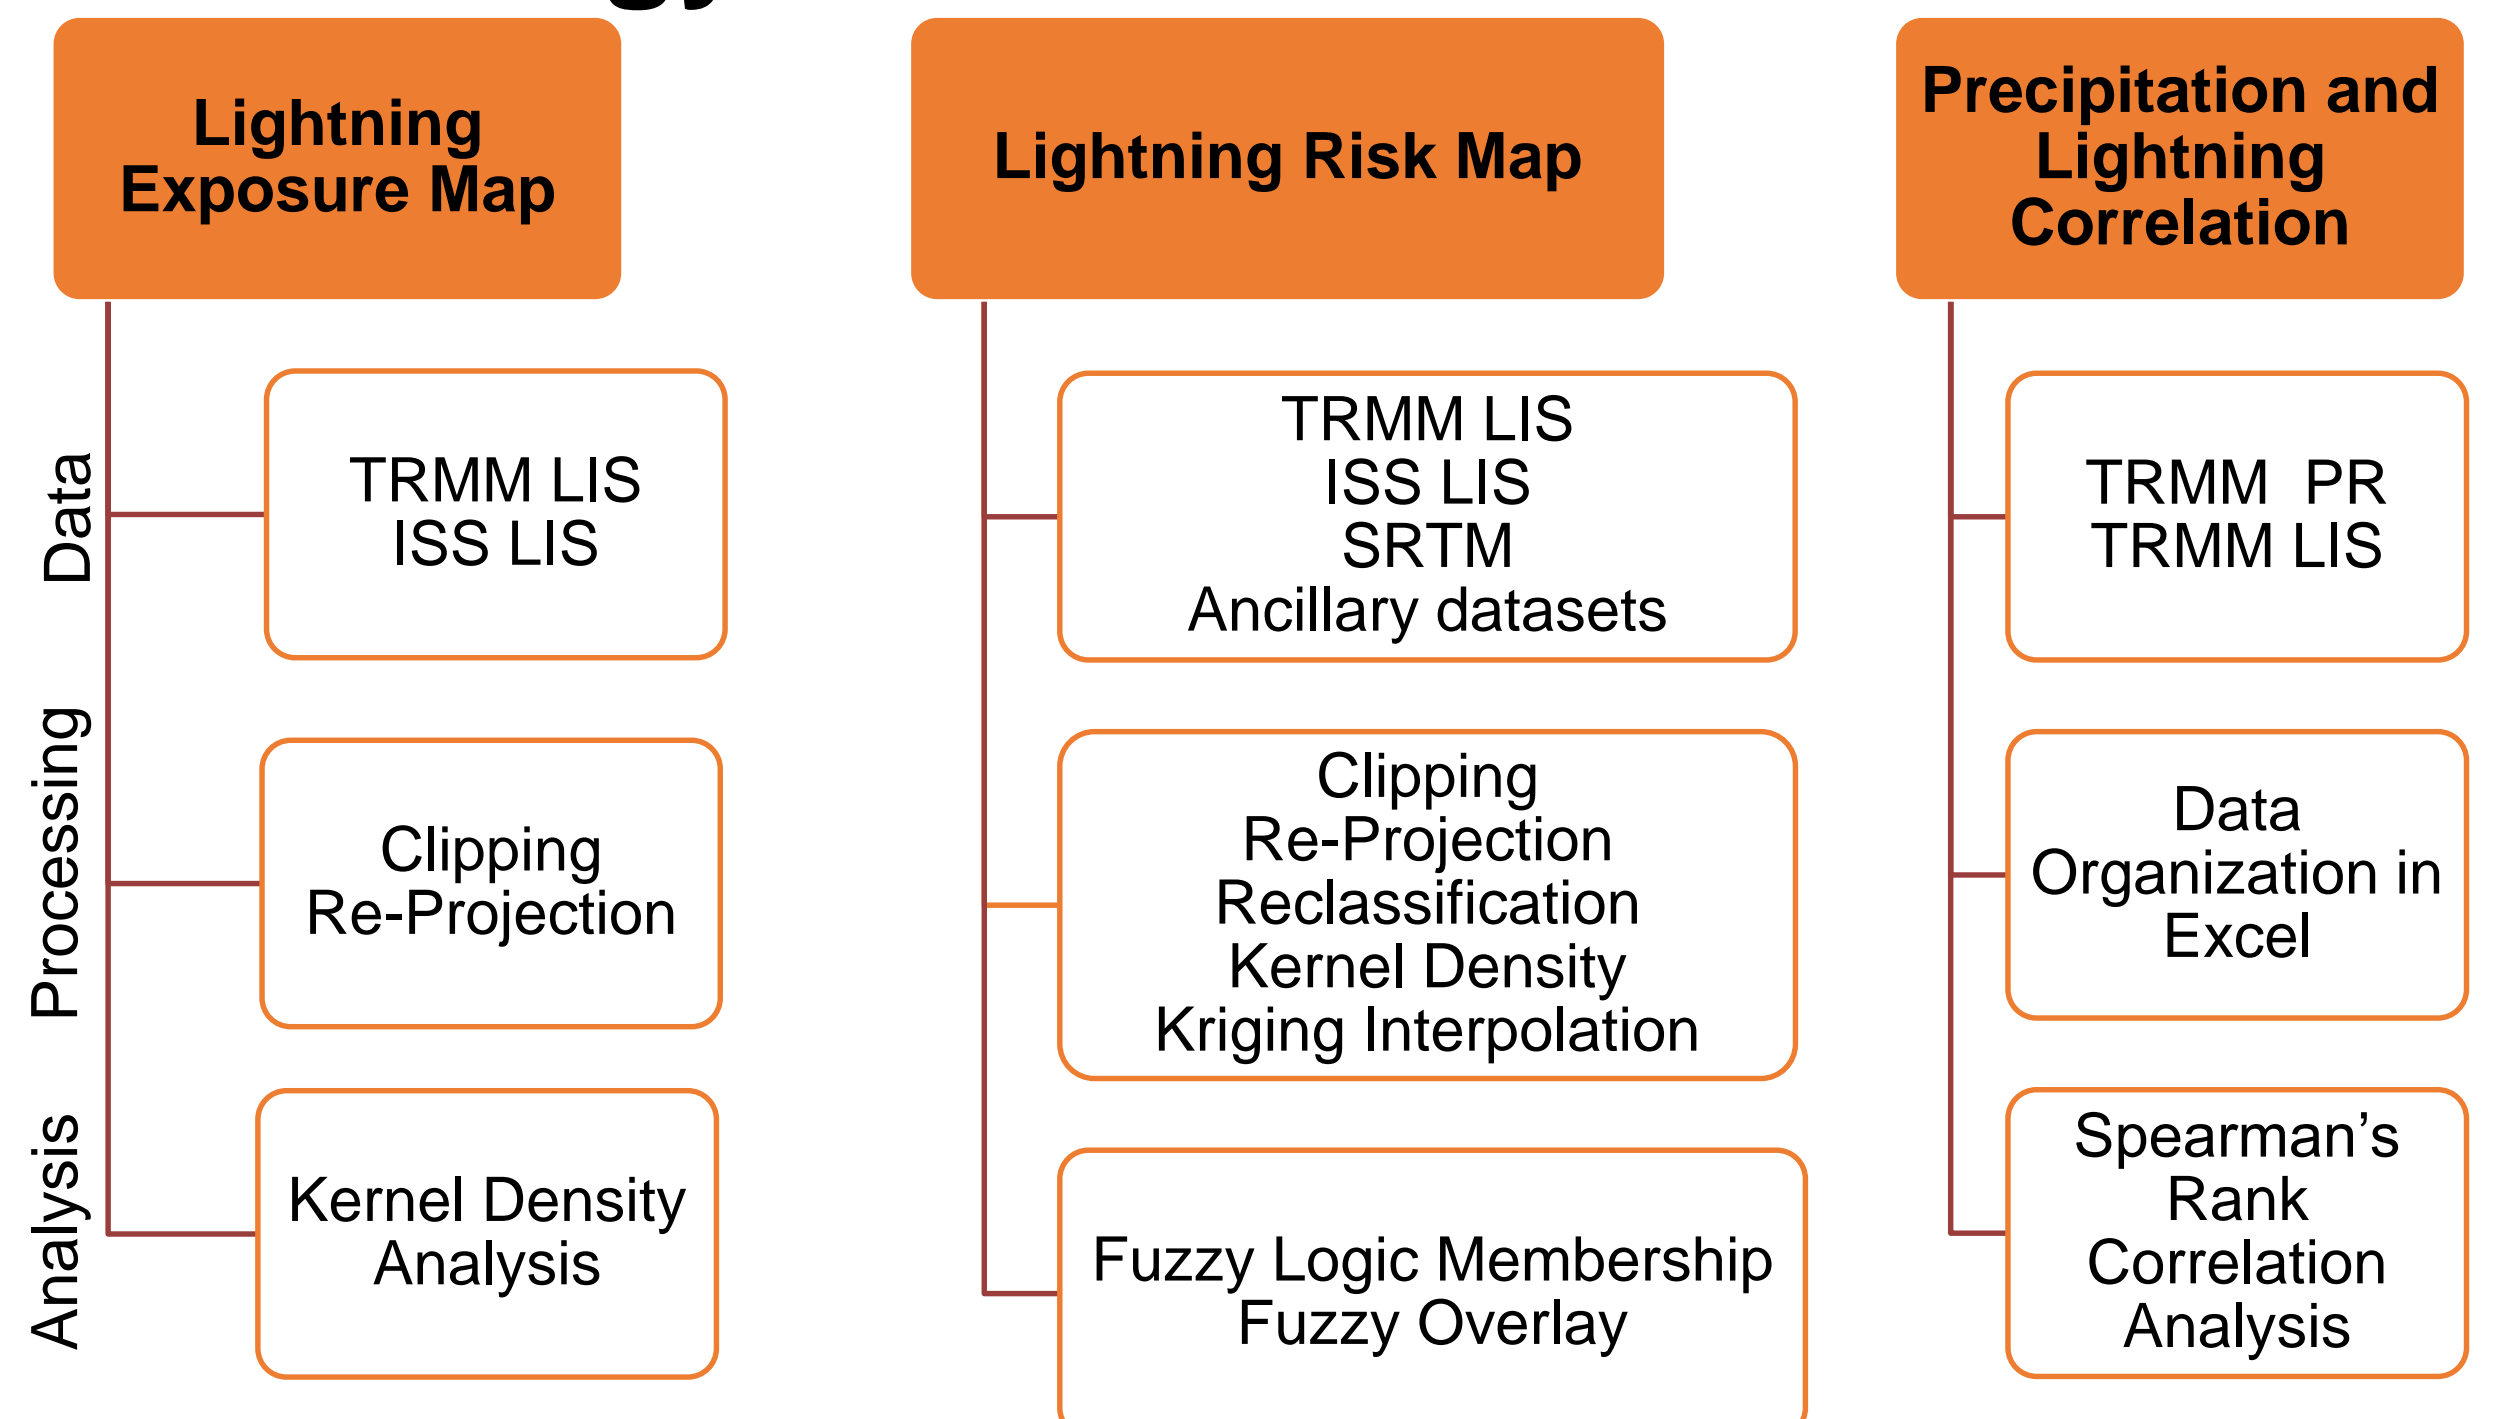 Lightning
Exposure Map
Lightning Risk Map
Precipitation and
Lightning
Correlation
Data
TRMM LIS
ISS LIS
TRMM LIS
ISS LIS
SRTM
Ancillary datasets
TRMM  PR
TRMM LIS
Processing
Clipping
Re-Projection
Clipping
Re-Projection
Reclassification
Kernel Density
Kriging Interpolation
Data
Organization in
Excel
Analysis
Kernel Density
Analysis
Fuzzy Logic Membership
Fuzzy Overlay
Spearman’s
Rank
Correlation
Analysis